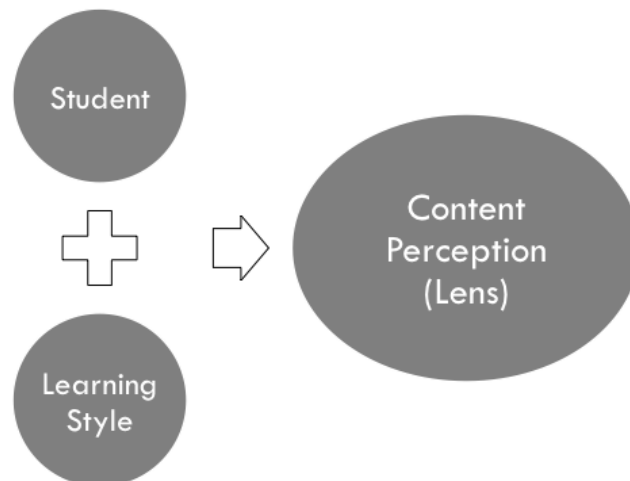 Student
Learning
Style
Content
Perception
(Lens)